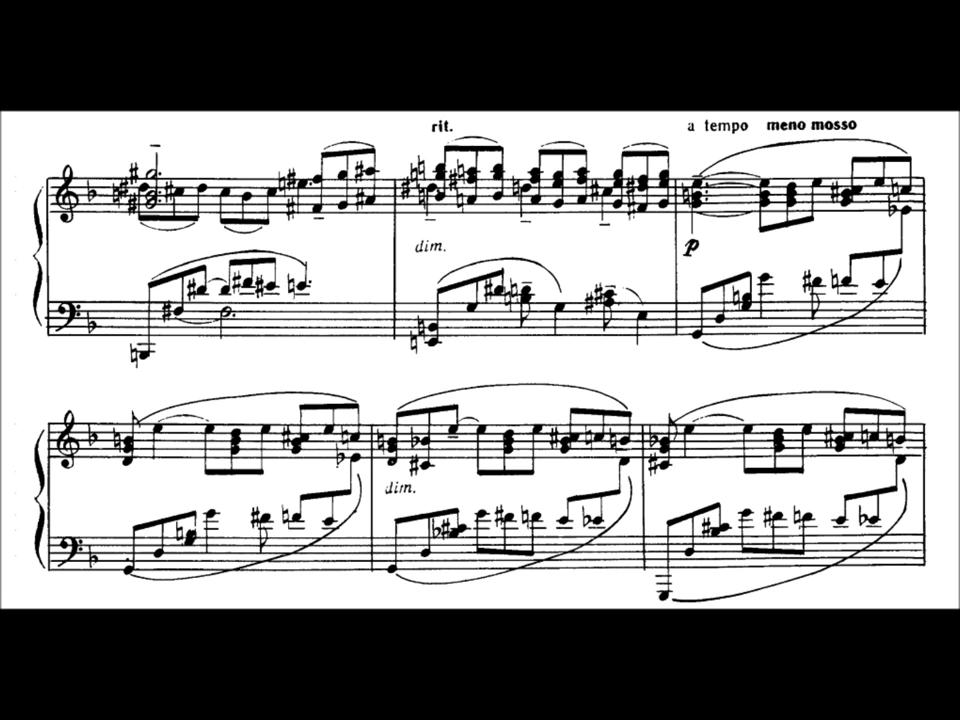 rit.
a tempo meno mosso
dim.
p
dim.